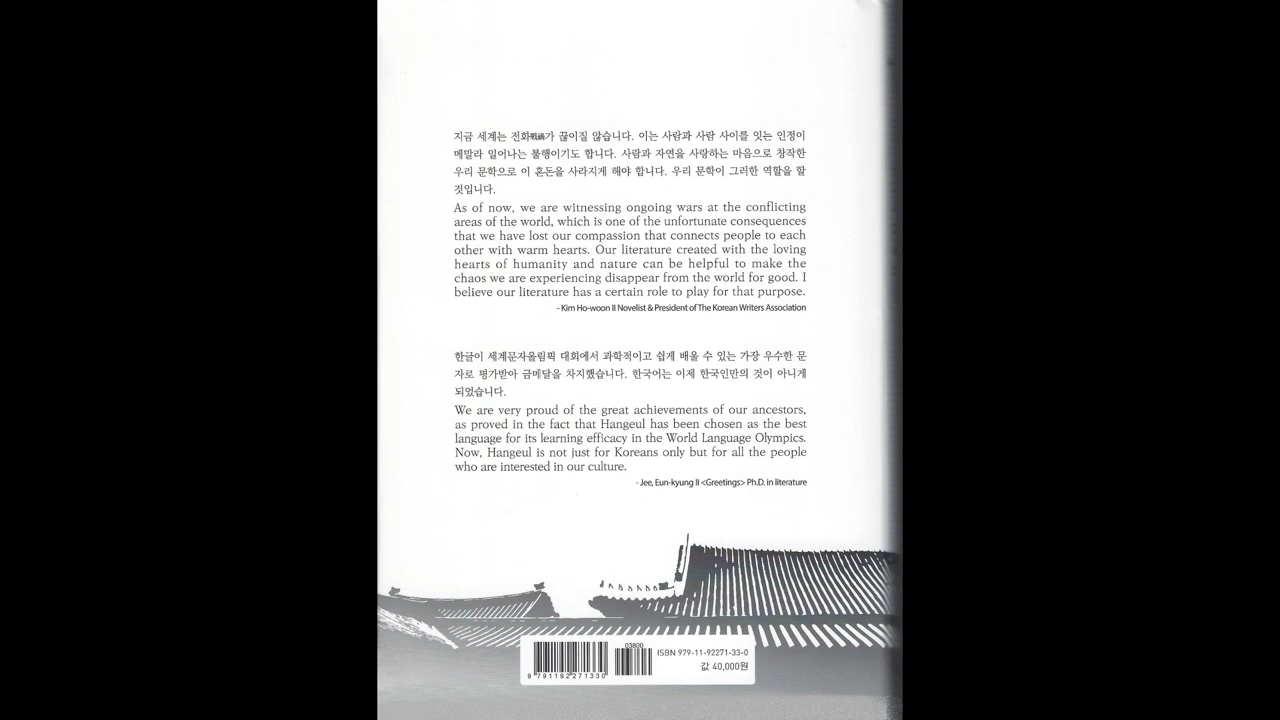 지금 세계는 전화戰禍가 끊이질 않습니다. 이는 사람과 사람 사이를 잇는 인정이
메말라 일어나는 불행이기도 합니다. 사람과 자연을 사랑하는 마음으로 창작한
우리 문학으로 이 혼돈을 사라지게 해야 합니다. 우리 문학이 그러한 역할을 할
것입니다.
As of now, we are witnessing ongoing wars at the conflicting
areas of the world, which is one of the unfortunate consequences
that we have lost our compassion that connects people to each
other with warm hearts. Our literature created with the loving
hearts of humanity and nature can be helpful to make the
chaos we are experiencing disappear from the world for good. I
believe our literature has a certain role to play for that purpose.
- Kim Ho-woon II Novelist & President of The Korean Writers Association
한글이 세계문자올림픽 대회에서 과학적이고 쉽게 배울 수 있는 가장 우수한 문
자로 평가받아 금메달을 차지했습니다. 한국어는 이제 한국인만의 것이 아니게
되었습니다.
We are very proud of the great achievements of our ancestors,
as proved in the fact that Hangeul has been chosen as the best
language for its learning efficacy in the World Language Olympics.
Now, Hangeul is not just for Koreans only but for all the people
who are interested in our culture.
- Jee, Eun-kyung II <Greetings> Ph.D. in literature
03800
ISBN 979-11-92271-33-0
값 40,000원
9 791192 271330